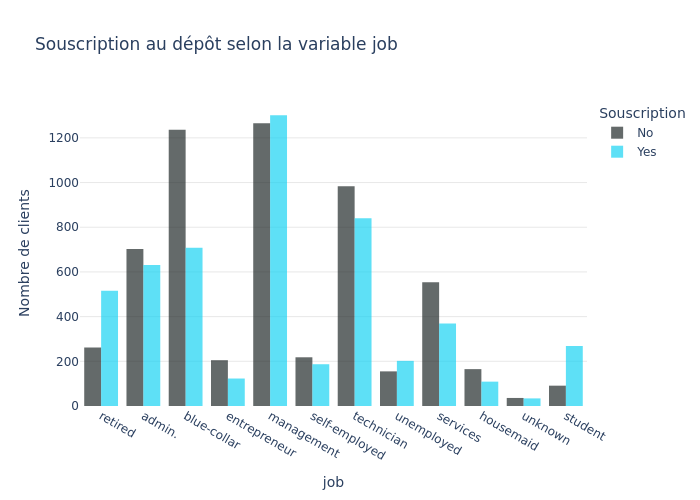 Souscription au dépôt selon la variable job
Souscription
No
Yes
Nombre de clients
1200
1000
800
600
400
200
0
retired
admin.
blue-collar
entrepreneur
management
self-employed
technician
unemployed
services
housemaid
unknown
student
job